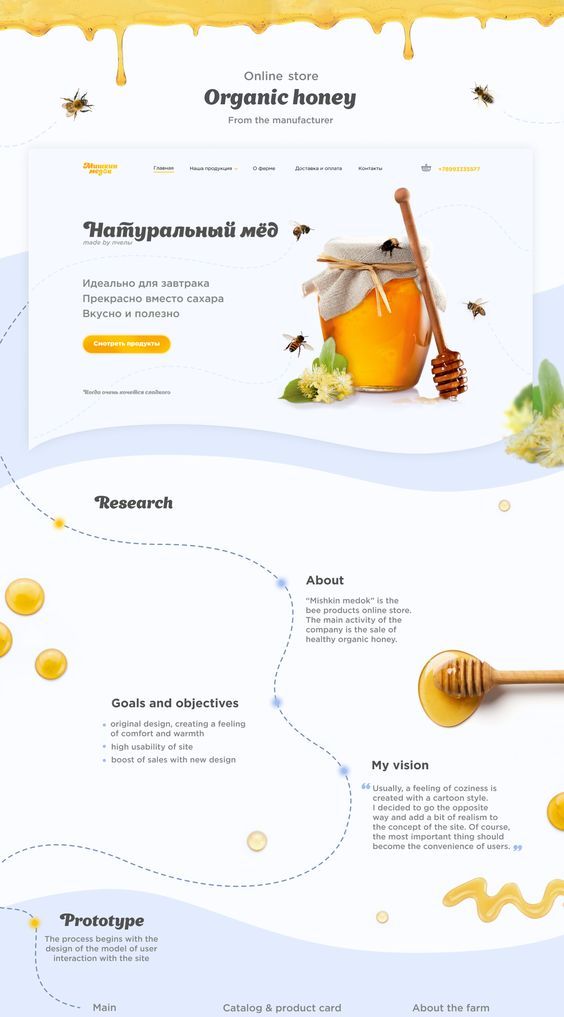 Online store
Organic honey
From the manufacturer
Мишкин
медок
Главная
Наша продукция
О ферме
Доставка и оплата
Контакты
+78993335577
Натуральный мёд
made by пчелы
Идеально для завтрака
Прекрасно вместо сахара
Вкусно и полезно
Смотреть продукты
*Когда очень хочется сладкого
Research
About
"Mishkin medok" is the
bee products online store.
The main activity of the
company is the sale of
healthy organic honey.
Goals and objectives
original design, creating a feeling
of comfort and warmth
high usability of site
boost of sales with new design
My vision
“ Usually, a feeling of coziness is
created with a cartoon style.
I decided to go the opposite
way and add a bit of realism to
the concept of the site. Of course,
the most important thing should
become the convenience of users. ”
Prototype
The process begins with the
design of the model of user
interaction with the site
Main
Catalog & product card
About the farm